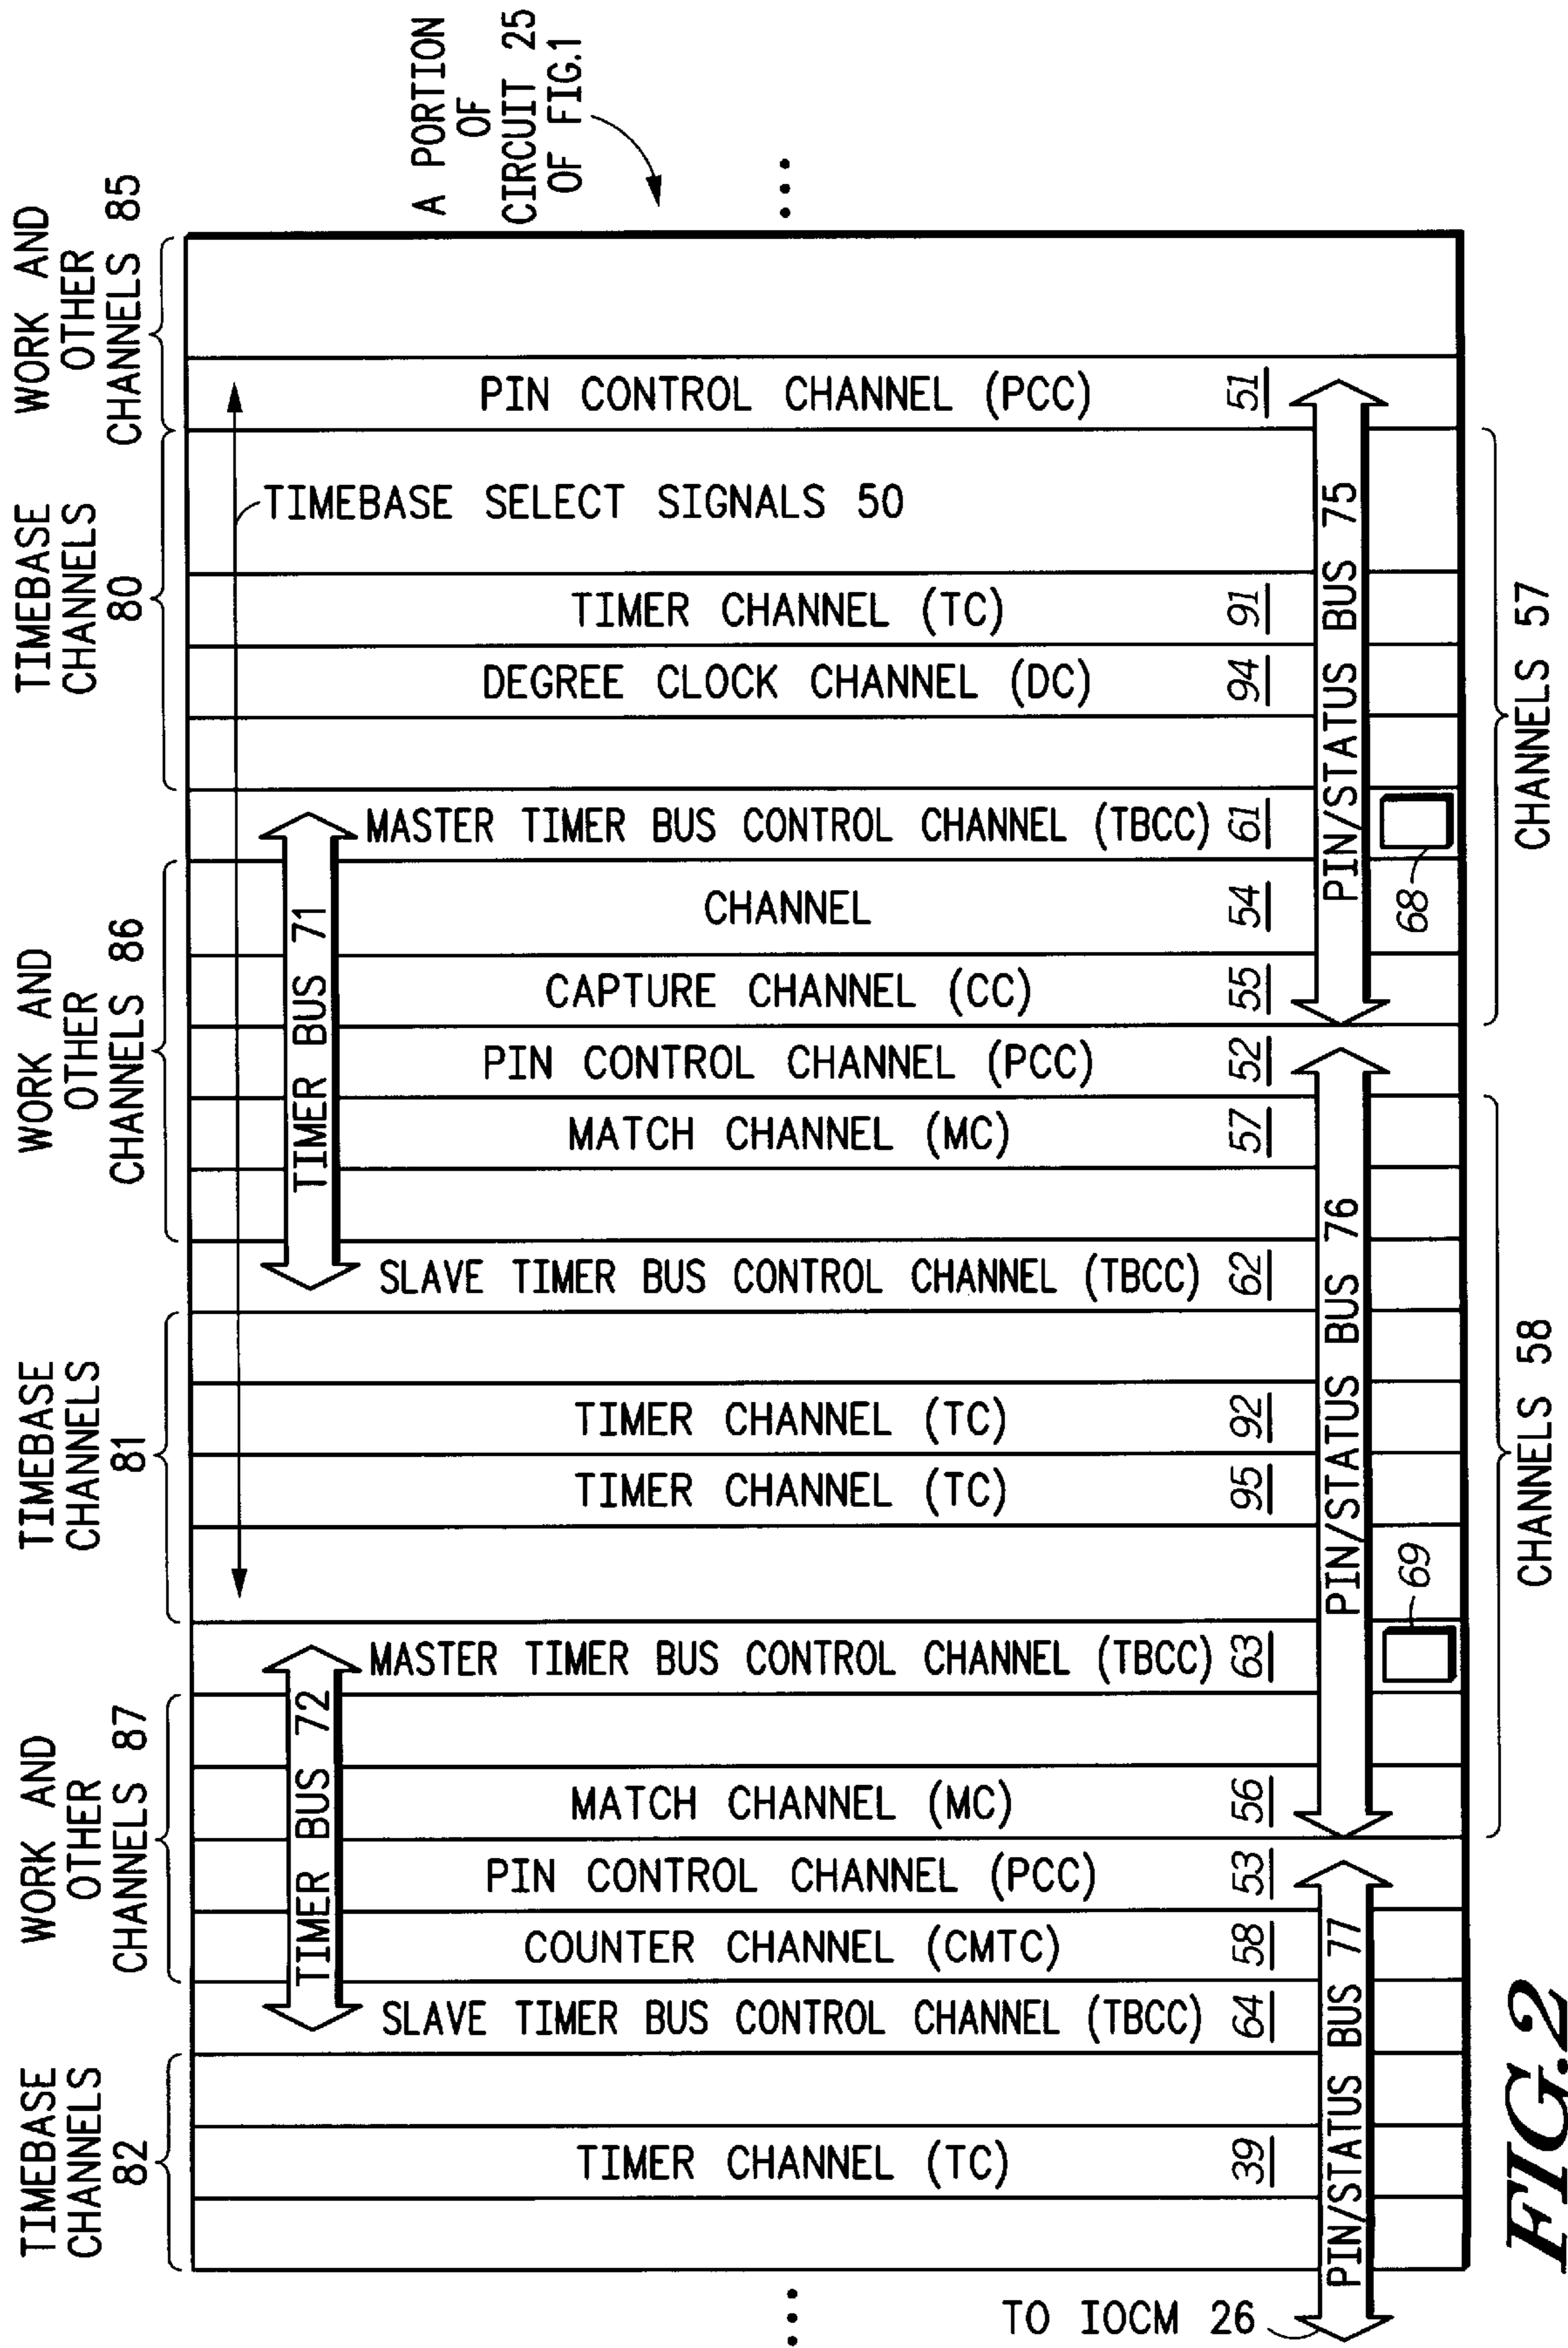 A PORTION
OF
CIRCUIT 25
OF FIG.1
WORK AND
OTHER
CHANNELS 85
TIMEBASE
CHANNELS
80
WORK AND
OTHER
CHANNELS 86
TIMEBASE
CHANNELS
81
WORK AND
OTHER
CHANNELS 87
TIMEBASE
CHANNELS
82
...
PIN CONTROL CHANNEL (PCC) 51
TIMEBASE SELECT SIGNALS 50
TIMER CHANNEL (TC) 91
DEGREE CLOCK CHANNEL (DC) 94
MASTER TIMER BUS CONTROL CHANNEL (TBCC) 61
CHANNEL 54
CAPTURE CHANNEL (CC) 55
PIN CONTROL CHANNEL (PCC) 52
MATCH CHANNEL (MC) 57
SLAVE TIMER BUS CONTROL CHANNEL (TBCC) 62
TIMER CHANNEL (TC) 92
TIMER CHANNEL (TC) 95
MASTER TIMER BUS CONTROL CHANNEL (TBCC) 63
MATCH CHANNEL (MC) 56
PIN CONTROL CHANNEL (PCC) 53
COUNTER CHANNEL (CMTC) 58
SLAVE TIMER BUS CONTROL CHANNEL (TBCC) 64
TIMER CHANNEL (TC) 39
...
TIMER BUS 71
TIMER BUS 72
PIN/STATUS BUS 75
PIN/STATUS BUS 76
PIN/STATUS BUS 77
68
69
CHANNELS 57
CHANNELS 58
TO IOCM 26
FIG.2